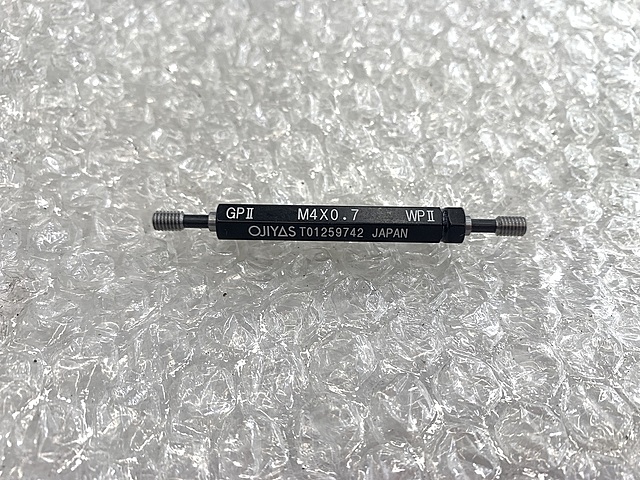 GPⅡ M4X0.7 WPⅡ
OJIYAS T01259742 JAPAN